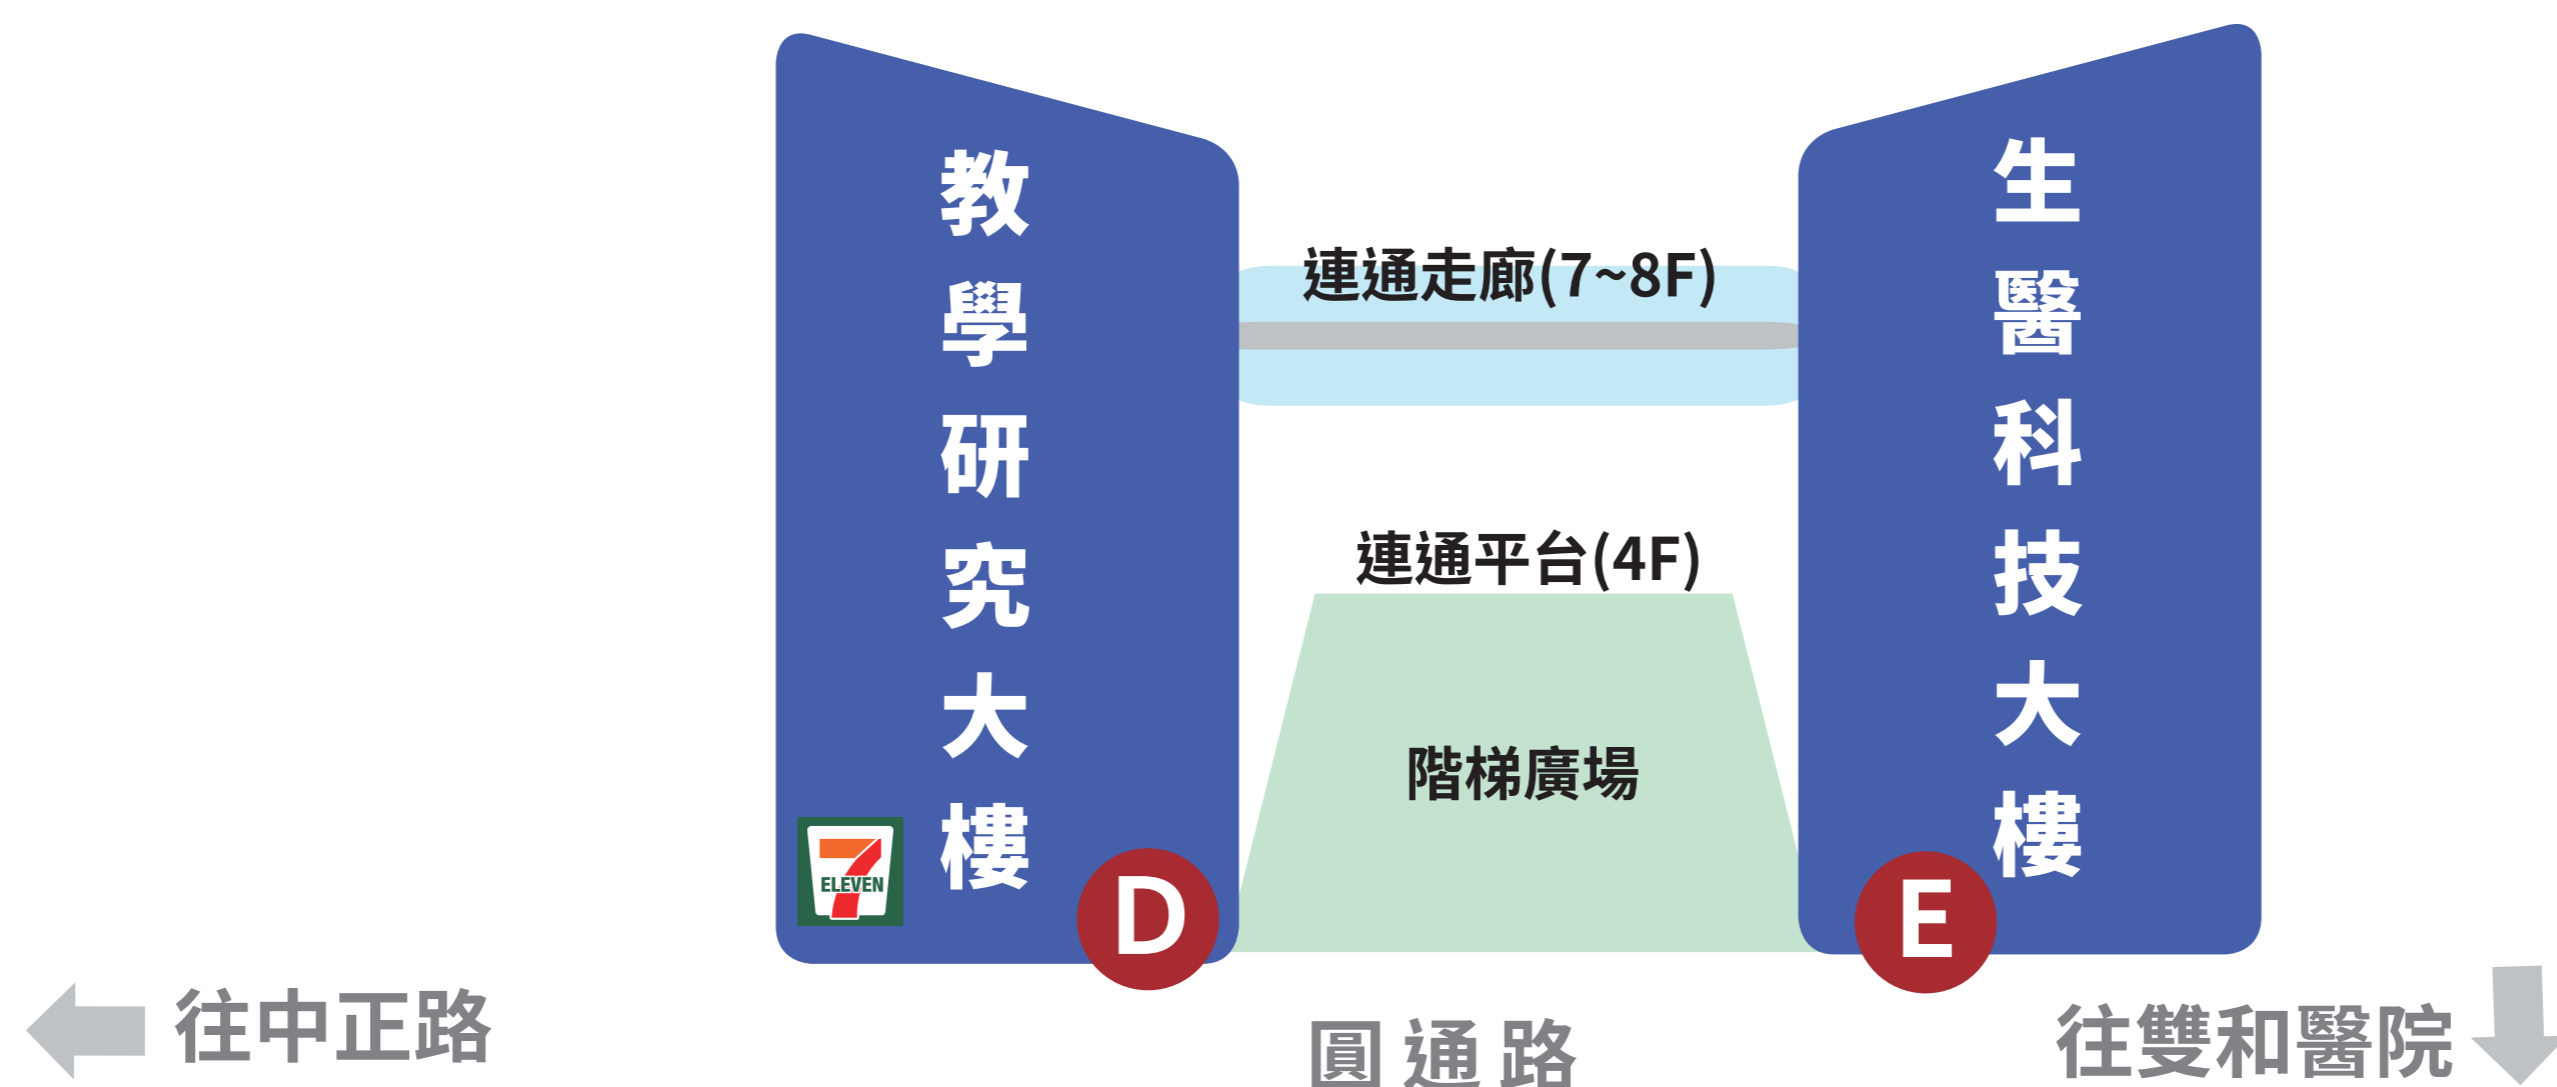 教學研究大樓
生醫科技大樓
連通走廊(7~8F)
連通平台(4F)
階梯廣場
7
ELEVEN
D
E
往中正路
圓通路
往雙和醫院